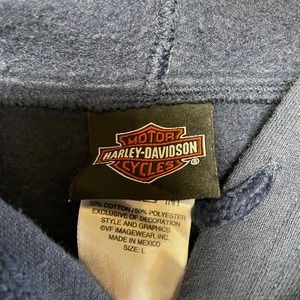 MOTOR
HARLEY-DAVIDSON
CYCLES
®
50% COTTON / 50% POLYESTER
EXCLUSIVE OF DECORATION
STYLE AND GRAPHICS
©VF IMAGEWEAR, INC.
MADE IN MEXICO
SIZE: L